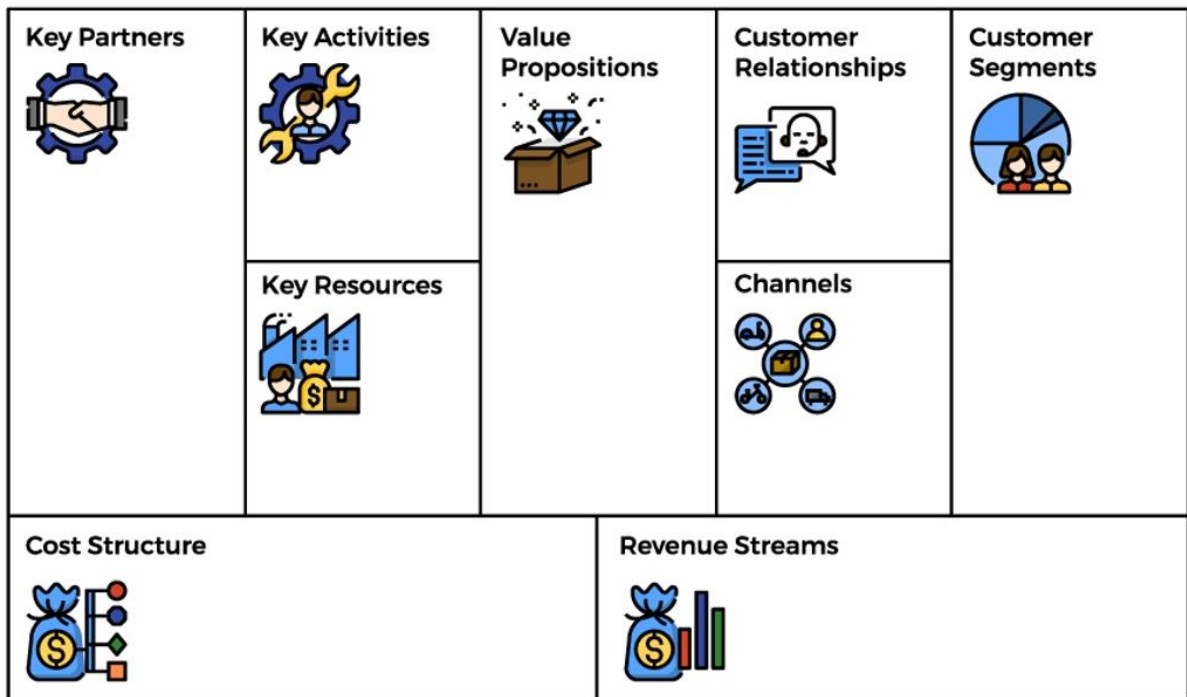 Key Partners
Key Activities
Value
Propositions
Customer
Relationships
Customer
Segments
Key Resources
$
Channels
Cost Structure
$
Revenue Streams
$